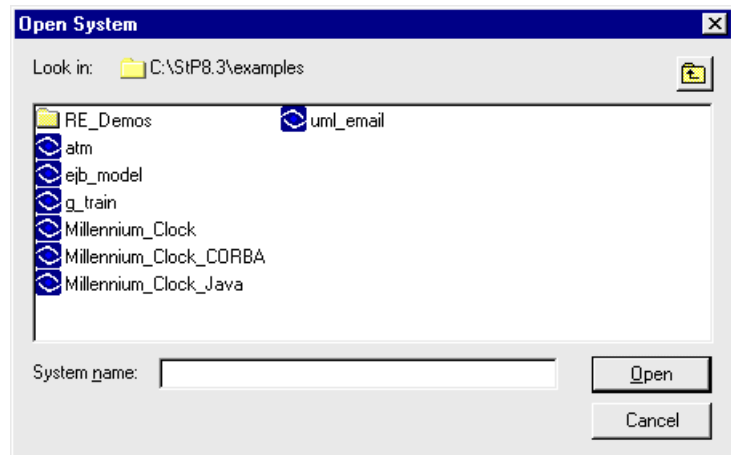 Open System
Look in: C:\StP8.3\examples
RE_Demos
atm
ejb_model
g_train
Millennium_Clock
Millennium_Clock_CORBA
Millennium_Clock_Java
uml_email
System name:
Open
Cancel